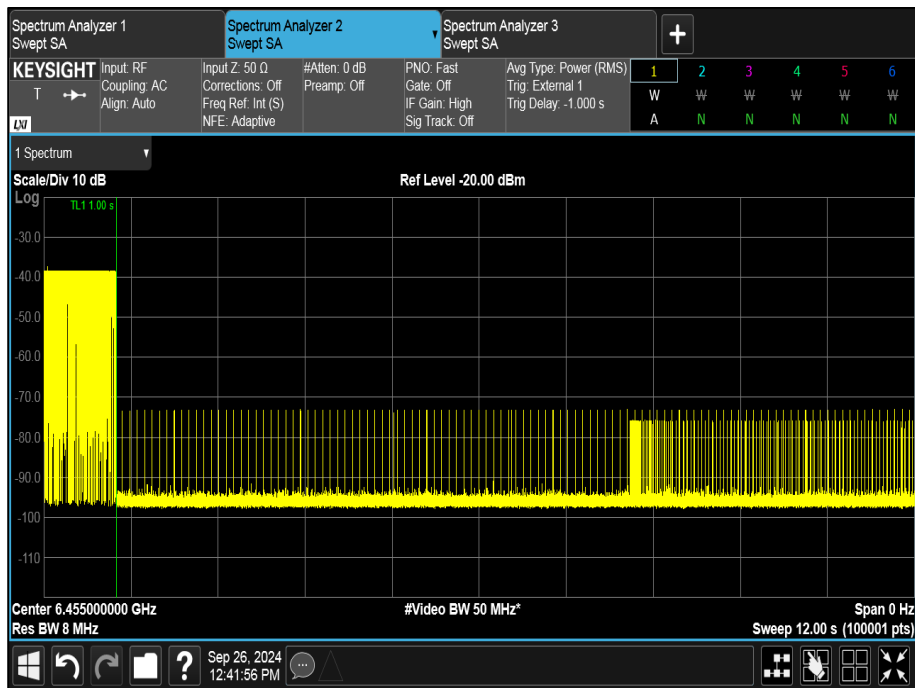 Spectrum Analyzer 1
Swept SA
Spectrum Analyzer 2
Swept SA
Spectrum Analyzer 3
Swept SA
+
KEYSIGHT
T
LXI
Input: RF
Coupling: AC
Align: Auto
Input Z: 50 Ω
Corrections: Off
Freq Ref: Int (S)
NFE: Adaptive
#Atten: 0 dB
Preamp: Off
PNO: Fast
Gate: Off
IF Gain: High
Sig Track: Off
Avg Type: Power (RMS)
Trig: External 1
Trig Delay: -1.000 s
1 2 3 4 5 6
W W W W W W
A N N N N N
1 Spectrum
Scale/Div 10 dB
Ref Level -20.00 dBm
Log
TL1 1.00 s
-30.0
-40.0
-50.0
-60.0
-70.0
-80.0
-90.0
-100
-110
Center 6.455000000 GHz
#Video BW 50 MHz*
Span 0 Hz
Res BW 8 MHz
Sweep 12.00 s (100001 pts)
?
Sep 26, 2024
12:41:56 PM